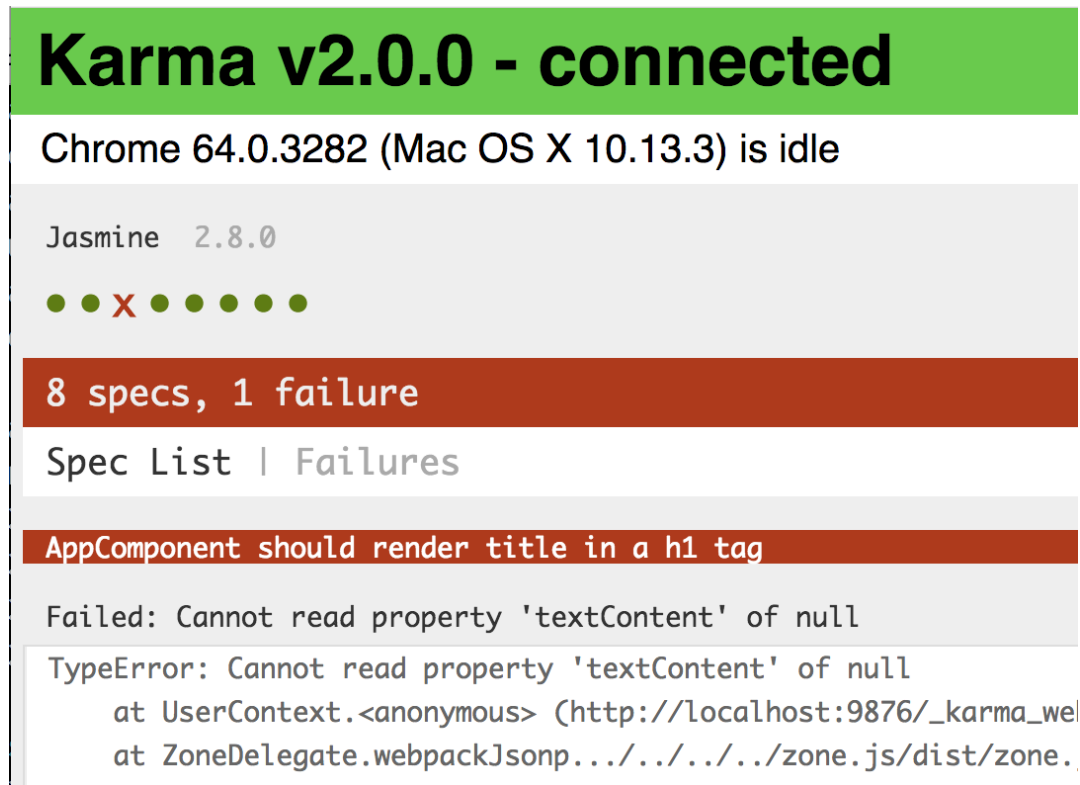 Karma v2.0.0 - connected
Chrome 64.0.3282 (Mac OS X 10.13.3) is idle
Jasmine 2.8.0
8 specs, 1 failure
Spec List | Failures
AppComponent should render title in a h1 tag
Failed: Cannot read property 'textContent' of null
TypeError: Cannot read property 'textContent' of null
at UserContext.<anonymous> (http://localhost:9876/_karma_we
at ZoneDelegate.webpackJsonp.../../../../zone.js/dist/zone.